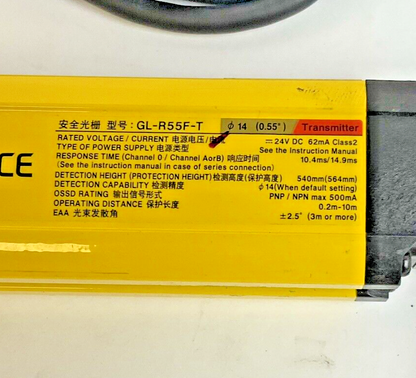 安全光栅 型号: GL-R55F-T ϕ 14 (0.55") Transmitter
RATED VOLTAGE / CURRENT 电源电压/电流 ⎓ 24V DC 62mA Class2
TYPE OF POWER SUPPLY 电源类型 See the Instruction Manual
RESPONSE TIME (Channel 0 / Channel AorB) 响应时间 10.4ms/14.9ms
(See the instruction manual in case of series connection)
DETECTION HEIGHT (PROTECTION HEIGHT) 检测高度(保护高度) 540mm(564mm)
DETECTION CAPABILITY 检测精度 ϕ14(When default setting)
OSSD RATING 输出信号形式 PNP / NPN max 500mA
OPERATING DISTANCE 保护长度 0.2m-10m
EAA 光束发散角 ±2.5° (3m or more)
CE